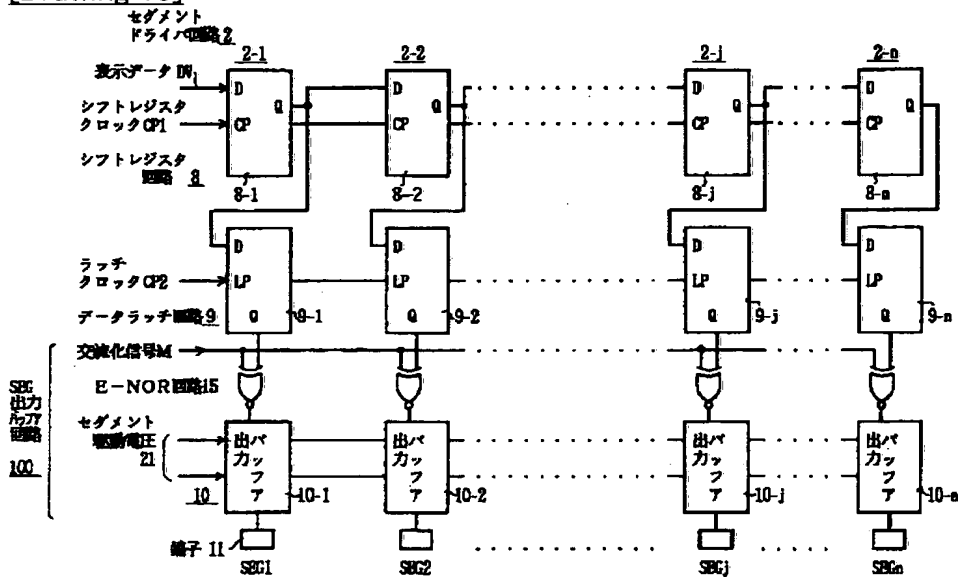 [Drawing 13]
セグメント
ドライバ回路 2
2-1
2-2
2-j
2-n
表示データ DW
D
Q
CP
D
Q
CP
D
Q
CP
D
Q
CP
シフトレジスタ
クロック CP1
シフトレジスタ
回路 8
8-1
8-2
8-j
8-n
D
LP
Q
D
LP
Q
D
LP
Q
D
LP
Q
ラッチ
クロック CP2
データラッチ回路 9
9-1
9-2
9-j
9-n
交流化信号M
E-NOR回路15
SEG
出力
バッファ
回路
100
セグメント
駆動電圧
21
10
出力
バッファ
10-1
出力
バッファ
10-2
出力
バッファ
10-j
出力
バッファ
10-n
端子 11
SEG1
SEG2
SEGj
SEGn